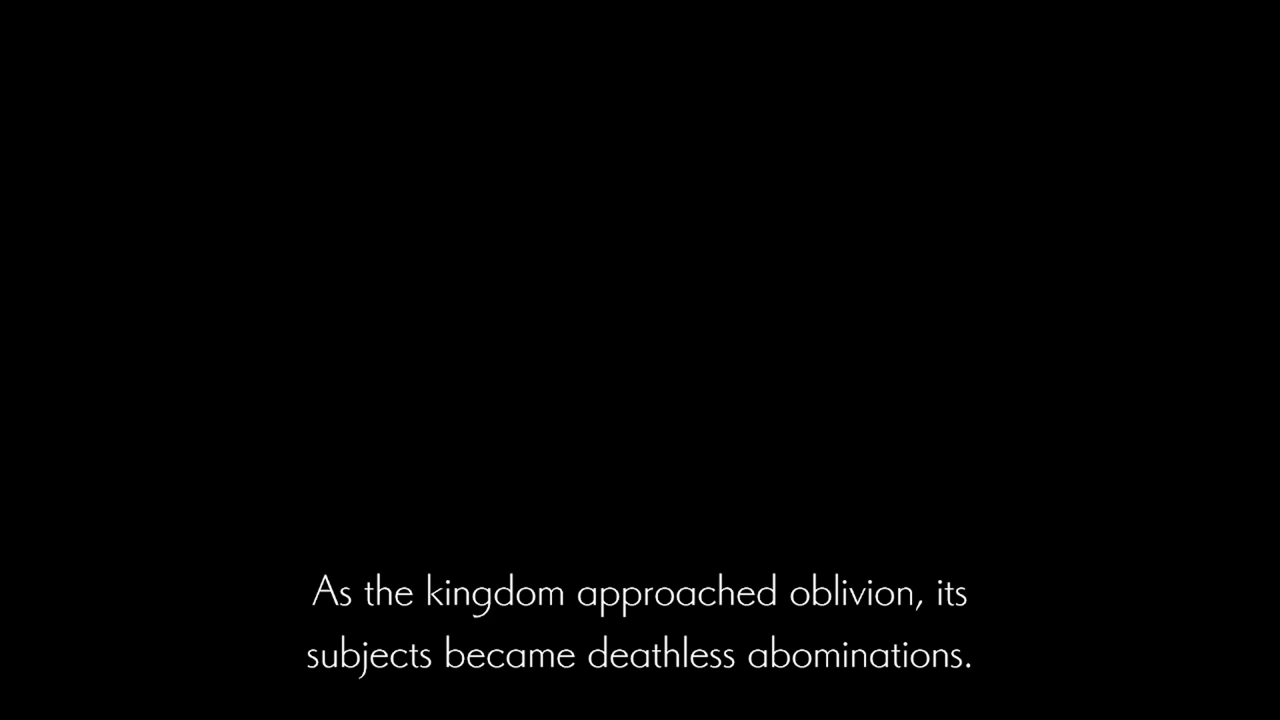 As the kingdom approached oblivion, its
subjects became deathless abominations.